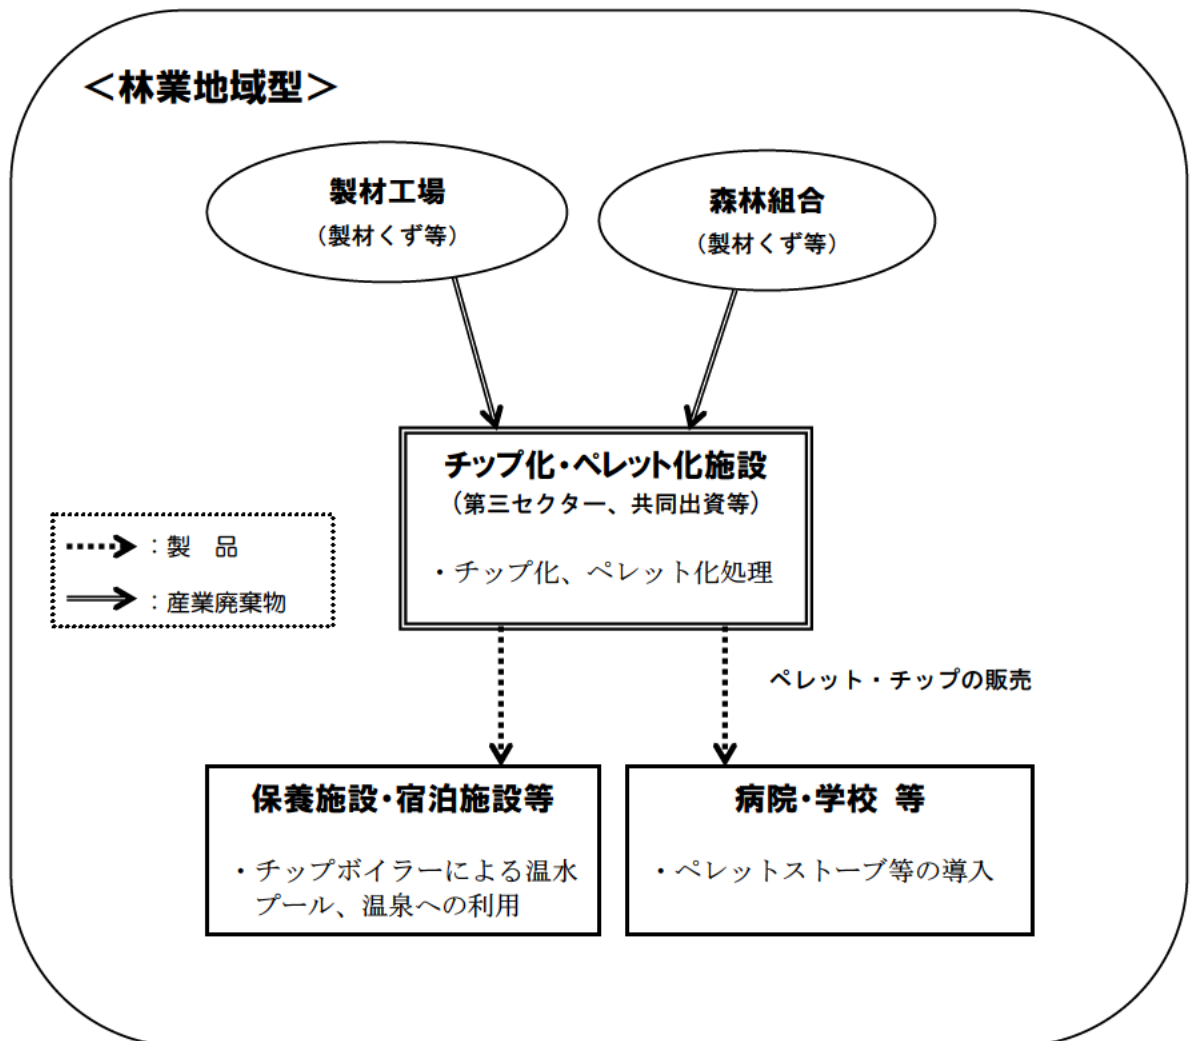 ＜林業地域型＞
製材工場
（製材くず等）
森林組合
（製材くず等）
チップ化・ペレット化施設
（第三セクター、共同出資等）
・チップ化、ペレット化処理
：製　品
：産業廃棄物
ペレット・チップの販売
保養施設・宿泊施設等
・チップボイラーによる温水
プール、温泉への利用
病院・学校 等
・ペレットストーブ等の導入